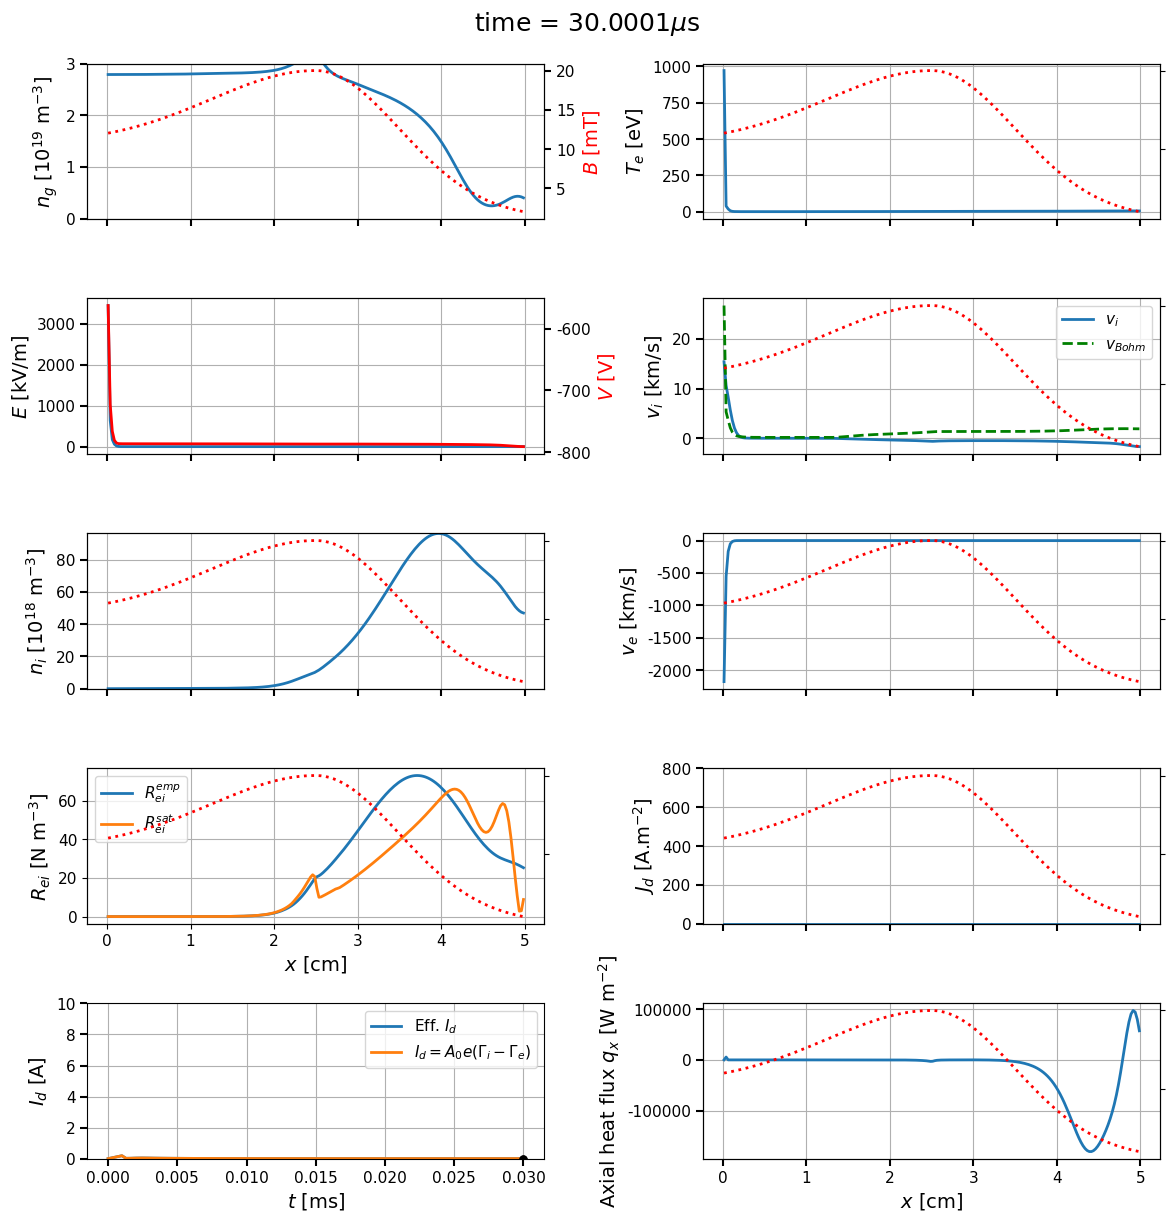 time = 30.0001μs
n_g [10^19 m^−3]
3
2
1
0
20
15
10
5
B [mT]
T_e [eV]
1000
750
500
250
0
E [kV/m]
3000
2000
1000
0
-600
-700
-800
V [V]
v_i [km/s]
20
10
0
v_i
v_Bohm
n_i [10^18 m^−3]
80
60
40
20
0
v_e [km/s]
0
-500
-1000
-1500
-2000
R_ei [N m^−3]
60
40
20
0
R_ei^emp
R_ei^sat
0 1 2 3 4 5
x [cm]
J_d [A.m^−2]
800
600
400
200
0
I_d [A]
10
8
6
4
2
0
Eff. I_d
I_d = A_0e(Γ_i − Γ_e)
0.000 0.005 0.010 0.015 0.020 0.025 0.030
t [ms]
Axial heat flux q_x [W m^−2]
100000
0
-100000
0 1 2 3 4 5
x [cm]